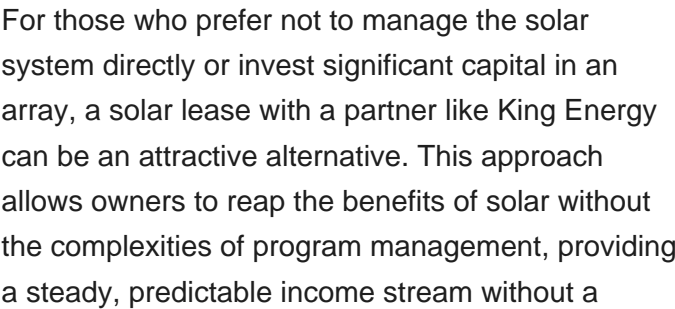 For those who prefer not to manage the solar
system directly or invest significant capital in an
array, a solar lease with a partner like King Energy
can be an attractive alternative. This approach
allows owners to reap the benefits of solar without
the complexities of program management, providing
a steady, predictable income stream without a